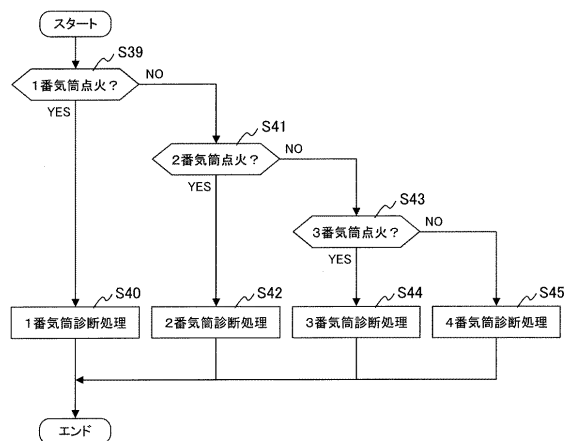 スタート
S39
1番気筒点火?
NO
YES
S41
2番気筒点火?
NO
YES
S43
3番気筒点火?
NO
YES
S40
1番気筒診断処理
S42
2番気筒診断処理
S44
3番気筒診断処理
S45
4番気筒診断処理
エンド